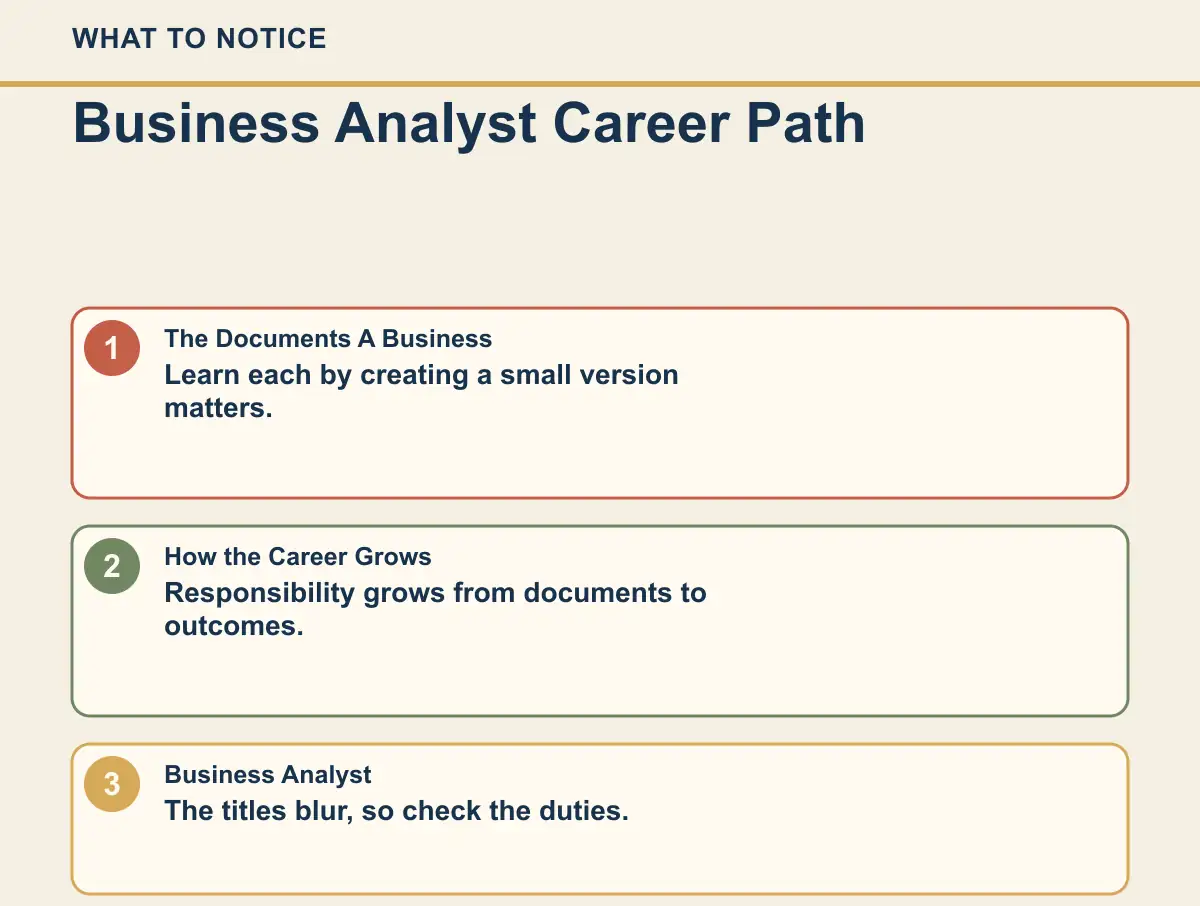 WHAT TO NOTICE
Business Analyst Career Path
1
The Documents A Business
Learn each by creating a small version
matters.
2
How the Career Grows
Responsibility grows from documents to
outcomes.
3
Business Analyst
The titles blur, so check the duties.